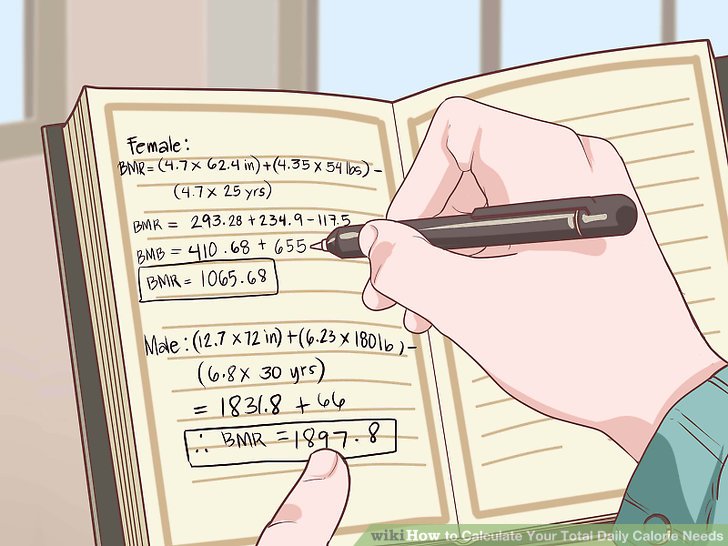 Female:
BMR = (4.7 x 62.4 in) + (4.35 x 54 lbs) -
(4.7 x 25 yrs)
BMR = 293.28 + 234.9 - 117.5
BMB = 410.68 + 655
BMR = 1065.68
Male: (12.7 x 72 in) + (6.23 x 180 lb) -
(6.8 x 30 yrs)
= 1831.8 + 66
∴ BMR = 1897.8
wikiHow to Calculate Your Total Daily Calorie Needs